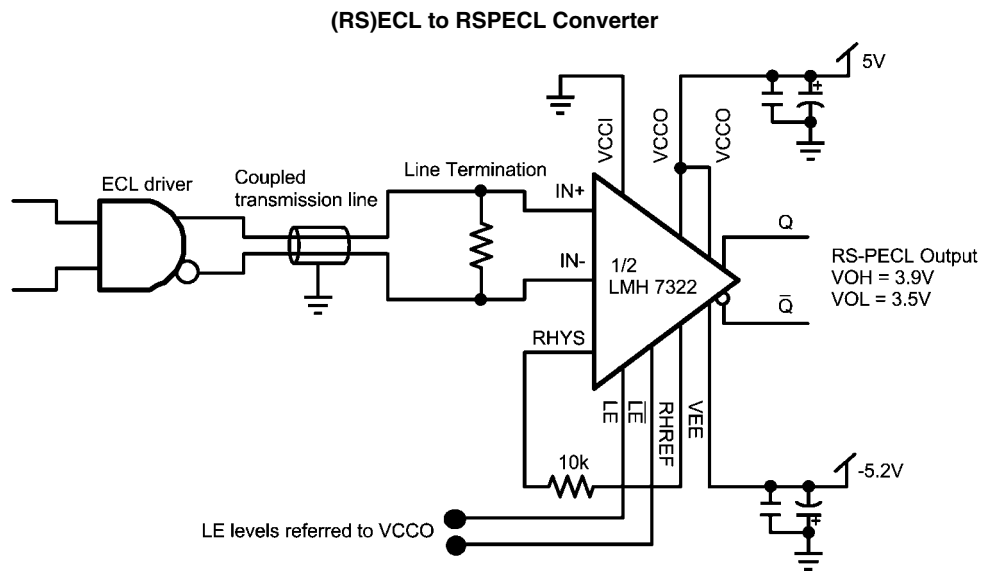 (RS)ECL to RSPECL Converter
5V
VCCI
VCCO
VCCO
ECL driver
Coupled
transmission line
Line Termination
IN+
IN-
1/2
LMH 7322
Q
Q̅
RS-PECL Output
VOH = 3.9V
VOL = 3.5V
RHYS
LE
L̅E̅
RHREF
VEE
10k
-5.2V
LE levels referred to VCCO
+
+